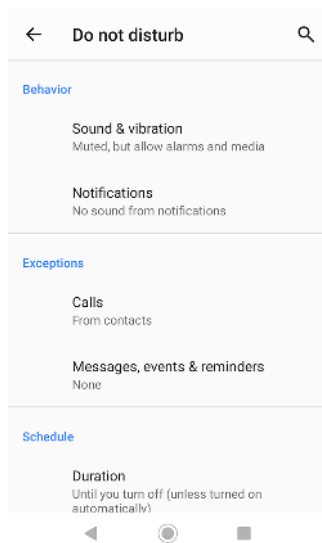 Do not disturb
Behavior
Sound & vibration
Muted, but allow alarms and media
Notifications
No sound from notifications
Exceptions
Calls
From contacts
Messages, events & reminders
None
Schedule
Duration
Until you turn off (unless turned on
automatically)